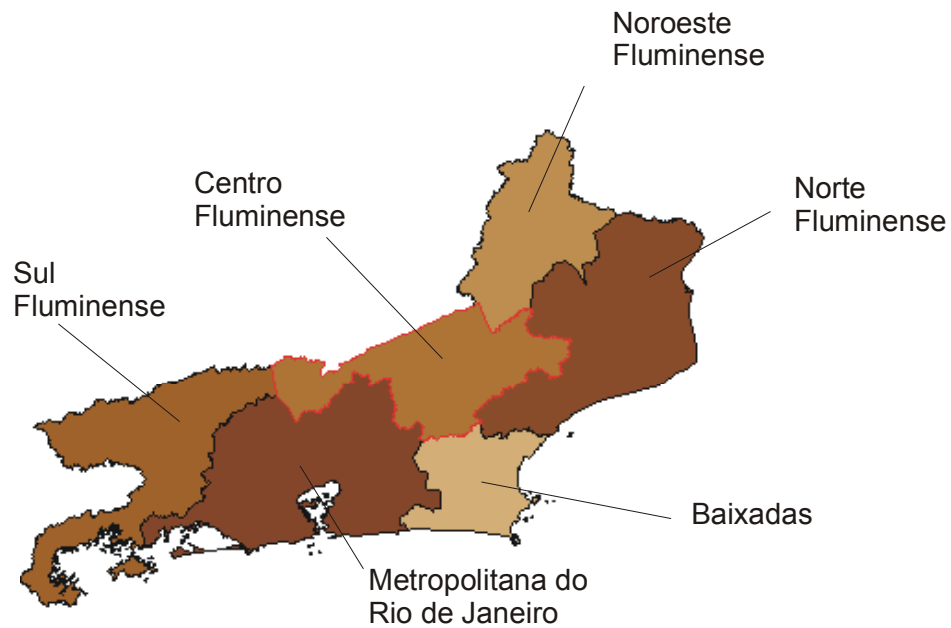 Noroeste
Fluminense
Centro
Fluminense
Norte
Fluminense
Sul
Fluminense
Baixadas
Metropolitana do
Rio de Janeiro